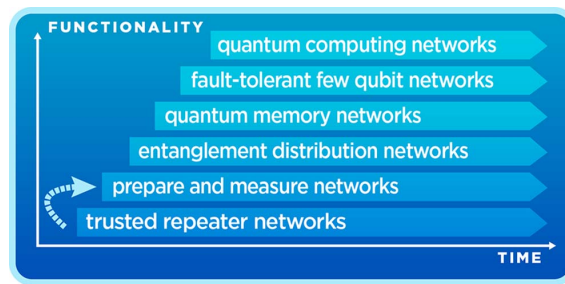 FUNCTIONALITY
quantum computing networks
fault-tolerant few qubit networks
quantum memory networks
entanglement distribution networks
prepare and measure networks
trusted repeater networks
TIME